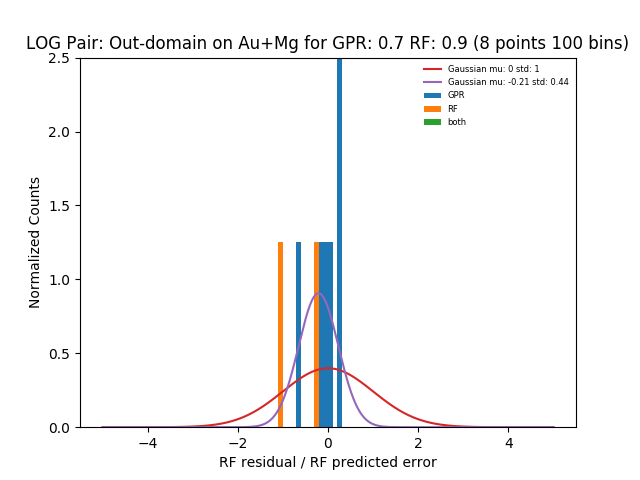 LOG Pair: Out-domain on Au+Mg for GPR: 0.7 RF: 0.9 (8 points 100 bins)
2.5
2.0
1.5
1.0
0.5
0.0
Normalized Counts
Gaussian mu: 0 std: 1
Gaussian mu: -0.21 std: 0.44
GPR
RF
both
−4 −2 0 2 4
RF residual / RF predicted error